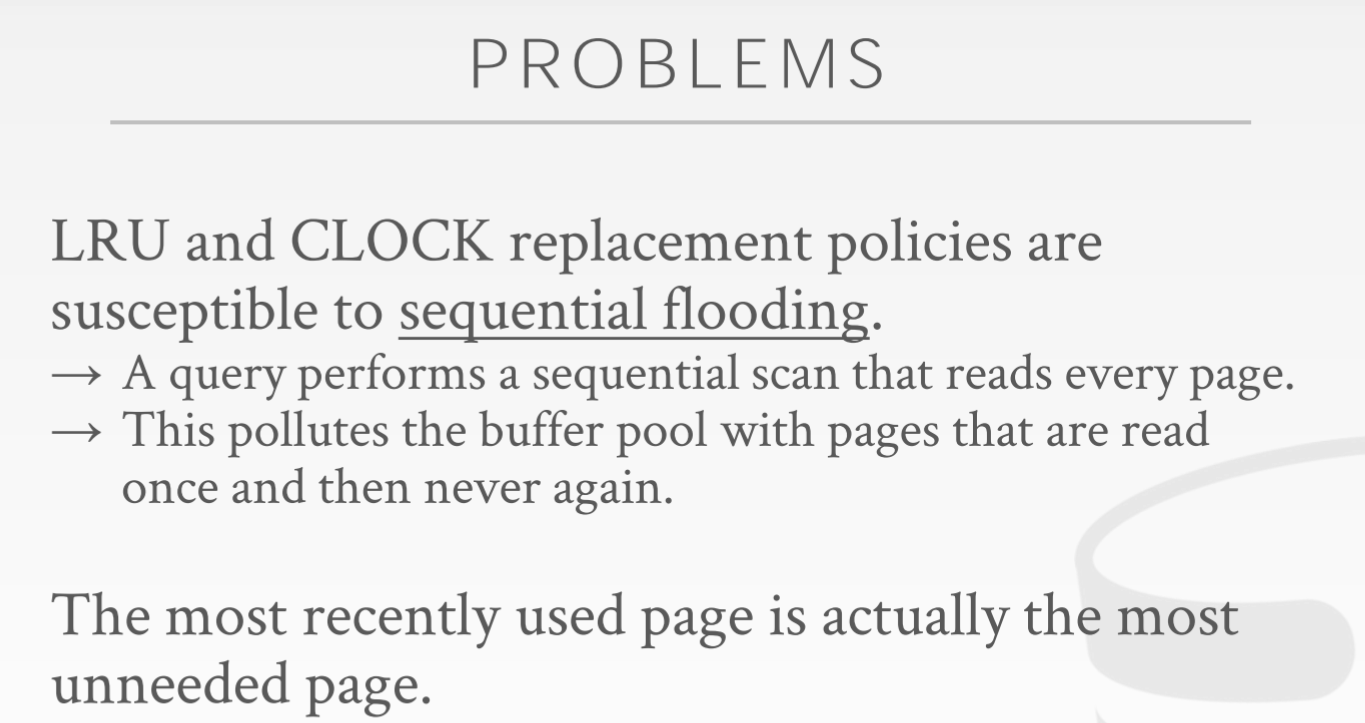 PROBLEMS
LRU and CLOCK replacement policies are
susceptible to sequential flooding.
→ A query performs a sequential scan that reads every page.
→ This pollutes the buffer pool with pages that are read
once and then never again.
The most recently used page is actually the most
unneeded page.